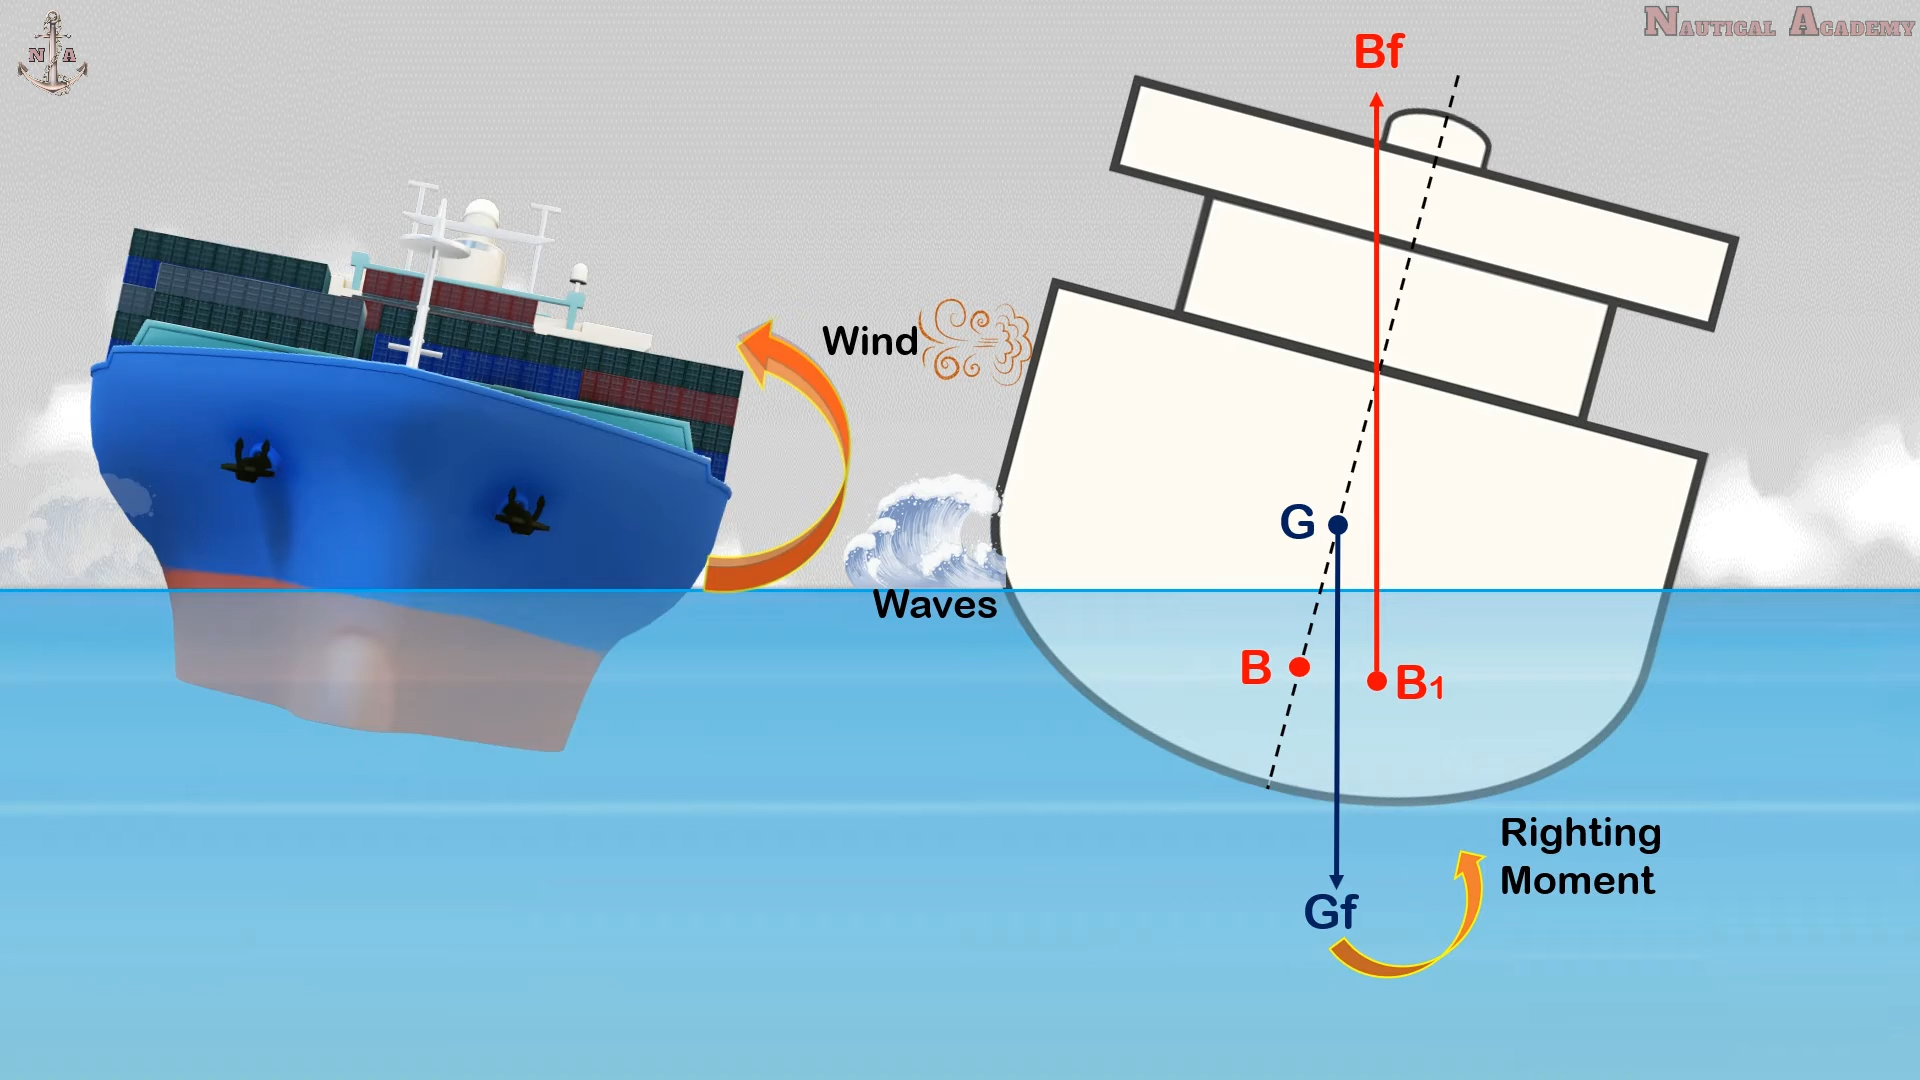 N A
NAUTICAL ACADEMY
Bf
Wind
G
Waves
B
B1
Righting
Moment
Gf